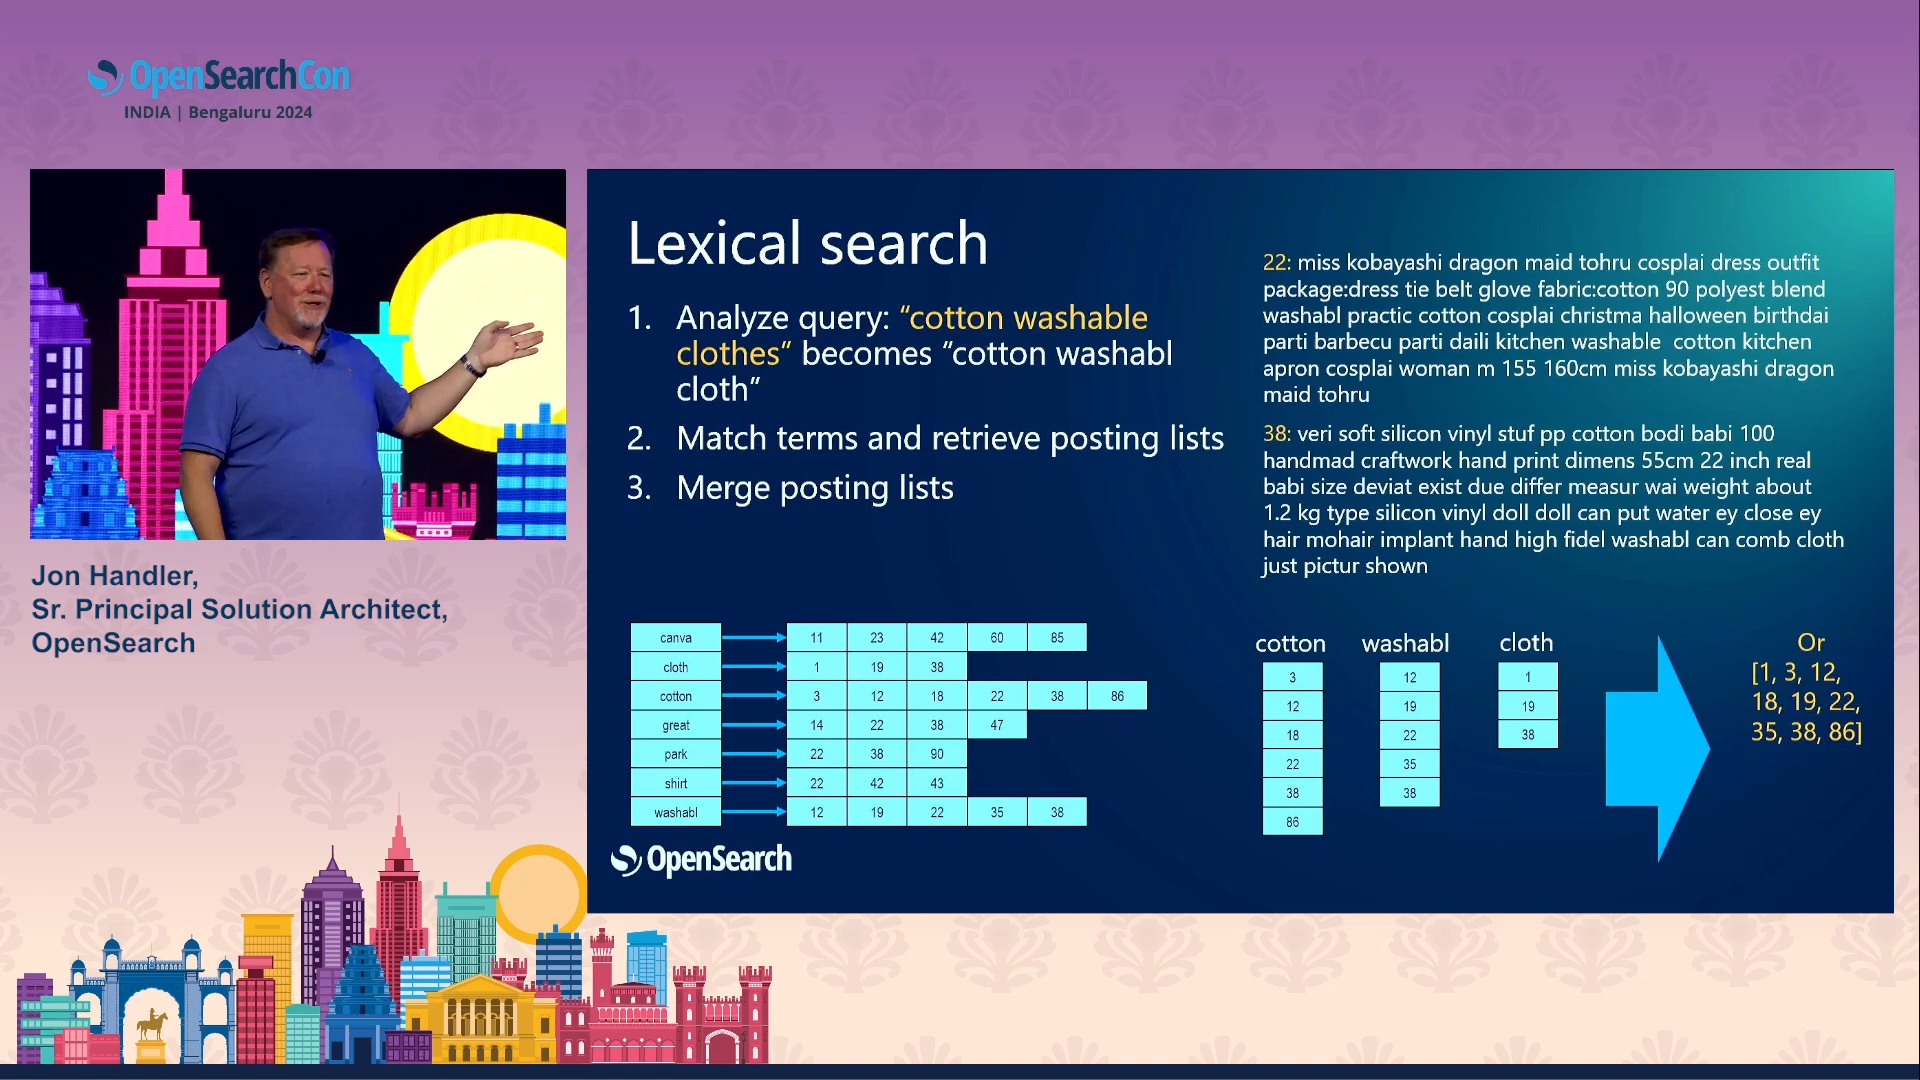 OpenSearchCon
INDIA | Bengaluru 2024
Jon Handler,
Sr. Principal Solution Architect,
OpenSearch
Lexical search
1. Analyze query: “cotton washable
clothes” becomes “cotton washabl
cloth”
2. Match terms and retrieve posting lists
3. Merge posting lists
canva 11 23 42 60 85
cloth 1 19 38
cotton 3 12 18 22 38 86
great 14 22 38 47
park 22 38 90
shirt 22 42 43
washabl 12 19 22 35 38
OpenSearch
22: miss kobayashi dragon maid tohru cosplai dress outfit
package:dress tie belt glove fabric:cotton 90 polyest blend
washabl practic cotton cosplai christma halloween birthdai
parti barbecu parti daili kitchen washable cotton kitchen
apron cosplai woman m 155 160cm miss kobayashi dragon
maid tohru
38: veri soft silicon vinyl stuf pp cotton bodi babi 100
handmad craftwork hand print dimens 55cm 22 inch real
babi size deviat exist due differ measur wai weight about
1.2 kg type silicon vinyl doll doll can put water ey close ey
hair mohair implant hand high fidel washabl can comb cloth
just pictur shown
cotton washabl cloth
3 12 1
12 19 19
18 22 38
22 35
38 38
86
Or
[1, 3, 12,
18, 19, 22,
35, 38, 86]